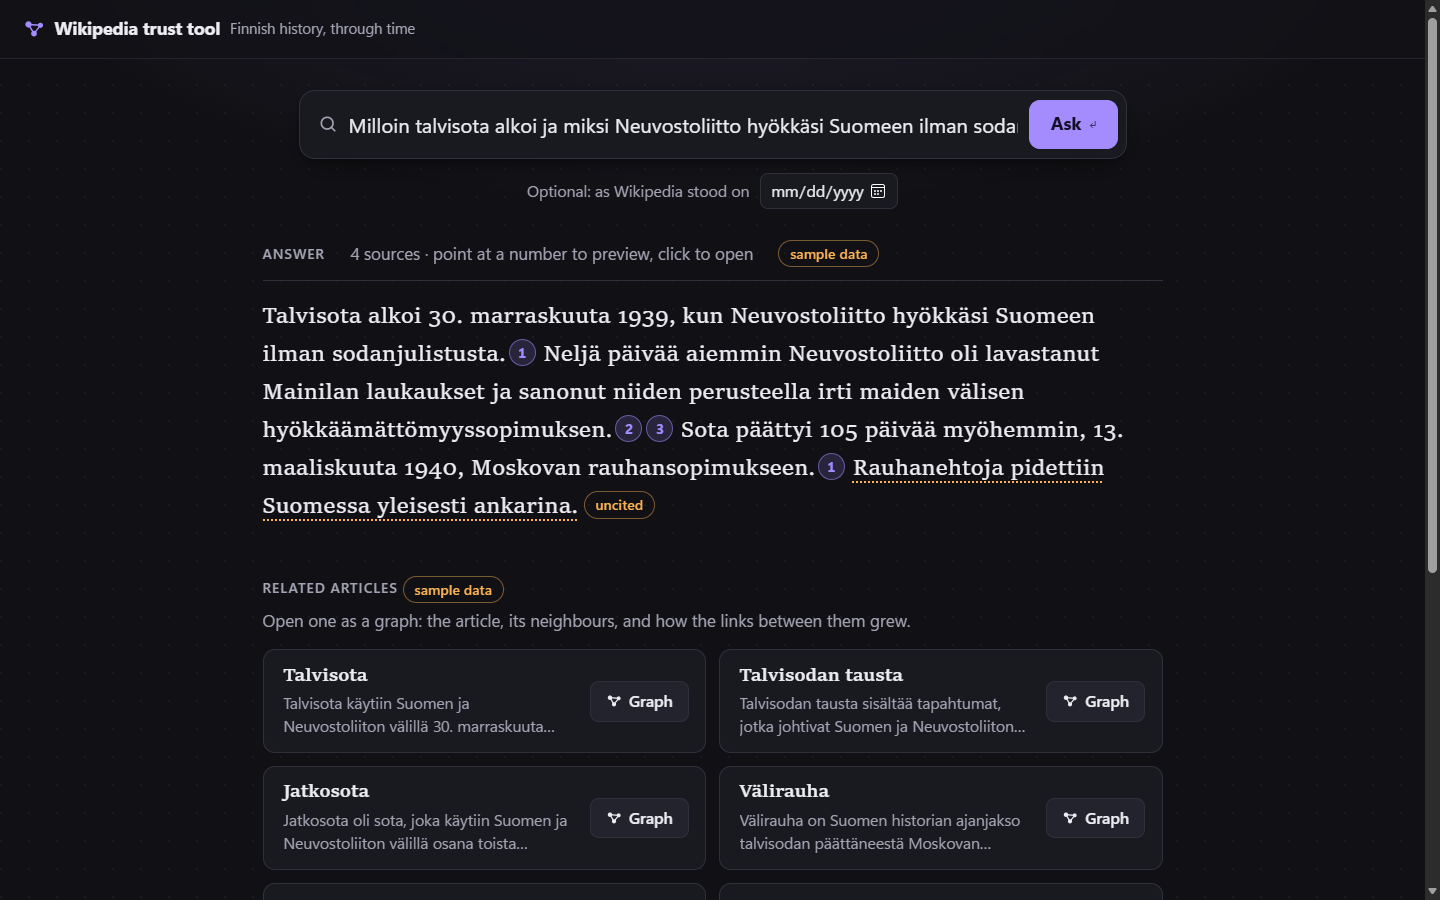 Wikipedia trust tool Finnish history, through time
Milloin talvisota alkoi ja miksi Neuvostoliitto hyökkäsi Suomeen ilman
Ask
Optional: as Wikipedia stood on mm/dd/yyyy
ANSWER 4 sources · point at a number to preview, click to open sample data
Talvisota alkoi 30. marraskuuta 1939, kun Neuvostoliitto hyökkäsi Suomeen
ilman sodanjulistusta. 1 Neljä päivää aiemmin Neuvostoliitto oli lavastanut
Mainilan laukaukset ja sanonut niiden perusteella irti maiden välisen
hyökkäämättömyyssopimuksen. 2 3 Sota päättyi 105 päivää myöhemmin, 13.
maaliskuuta 1940, Moskovan rauhansopimukseen. 1 Rauhanehtoja pidettiin
Suomessa yleisesti ankarina. uncited
RELATED ARTICLES sample data
Open one as a graph: the article, its neighbours, and how the links between them grew.
Talvisota
Talvisota käytiin Suomen ja
Neuvostoliiton välillä 30. marraskuuta...
Graph
Talvisodan tausta
Talvisodan tausta sisältää tapahtumat,
jotka johtivat Suomen ja Neuvostoliiton...
Graph
Jatkosota
Jatkosota oli sota, joka käytiin Suomen ja
Neuvostoliiton välillä osana toista...
Graph
Välirauha
Välirauha on Suomen historian ajanjakso
talvisodan päättäneestä Moskovan...
Graph